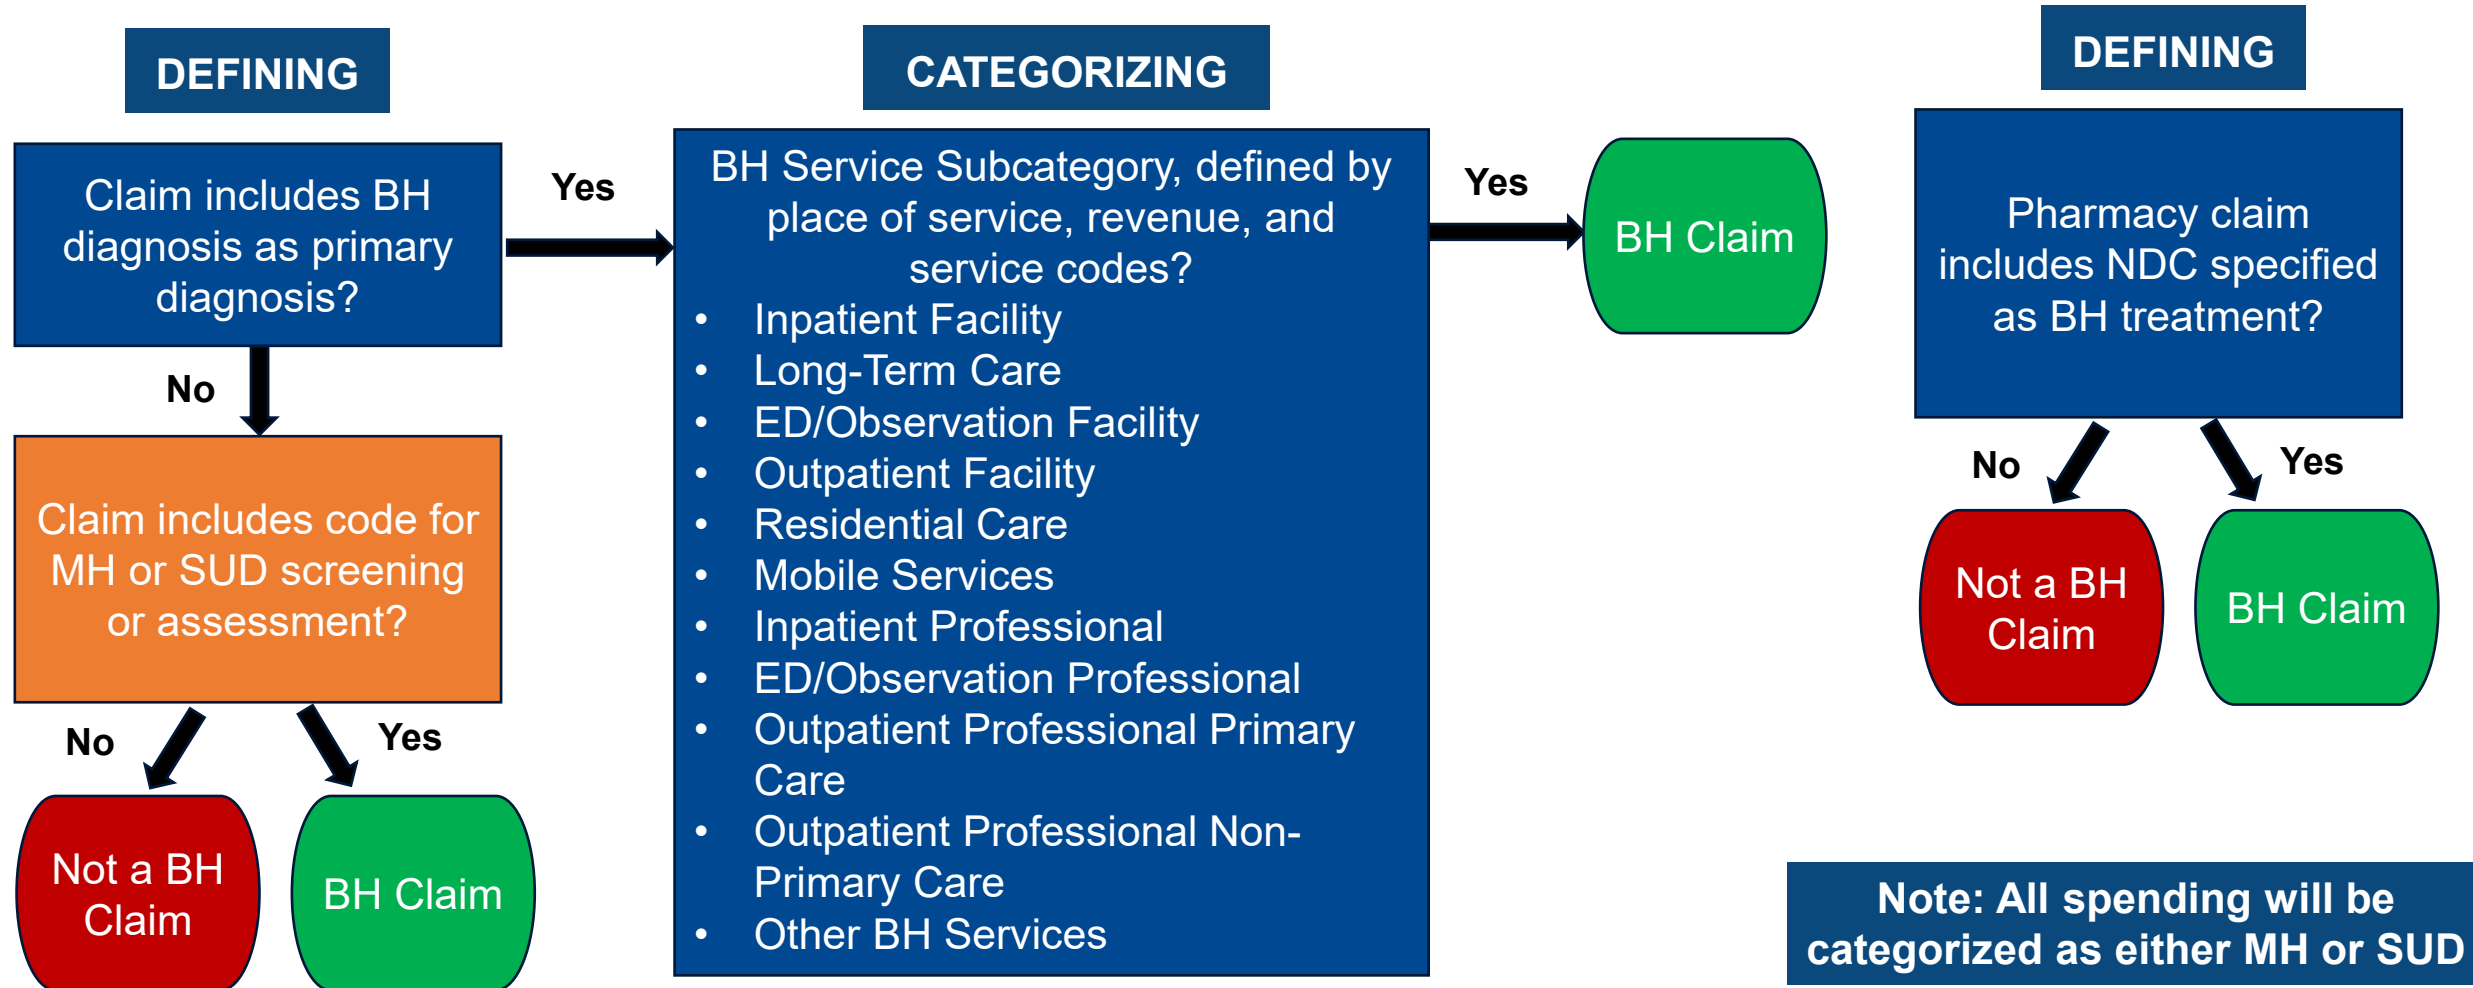 DEFINING
Claim includes BH
diagnosis as primary
diagnosis?
Yes
No
Claim includes code for
MH or SUD screening
or assessment?
No
Yes
Not a BH
Claim
BH Claim
CATEGORIZING
BH Service Subcategory, defined by
place of service, revenue, and
service codes?
• Inpatient Facility
• Long-Term Care
• ED/Observation Facility
• Outpatient Facility
• Residential Care
• Mobile Services
• Inpatient Professional
• ED/Observation Professional
• Outpatient Professional Primary
Care
• Outpatient Professional Non-
Primary Care
• Other BH Services
Yes
BH Claim
DEFINING
Pharmacy claim
includes NDC specified
as BH treatment?
No
Yes
Not a BH
Claim
BH Claim
Note: All spending will be
categorized as either MH or SUD